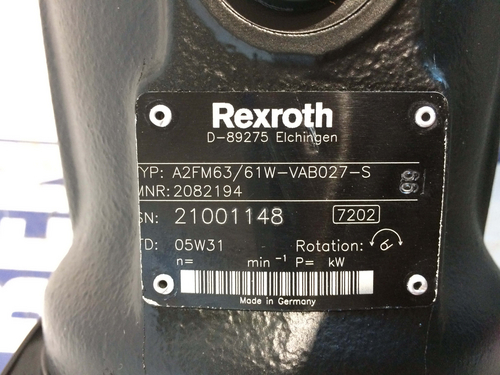 Rexroth
D-89275 Elchingen
TYP: A2FM63/61W-VAB027-S
MNR: 2082194
SN: 21001148 7202
TD: 05W31 Rotation:
n= min⁻¹ P= kW
Made in Germany